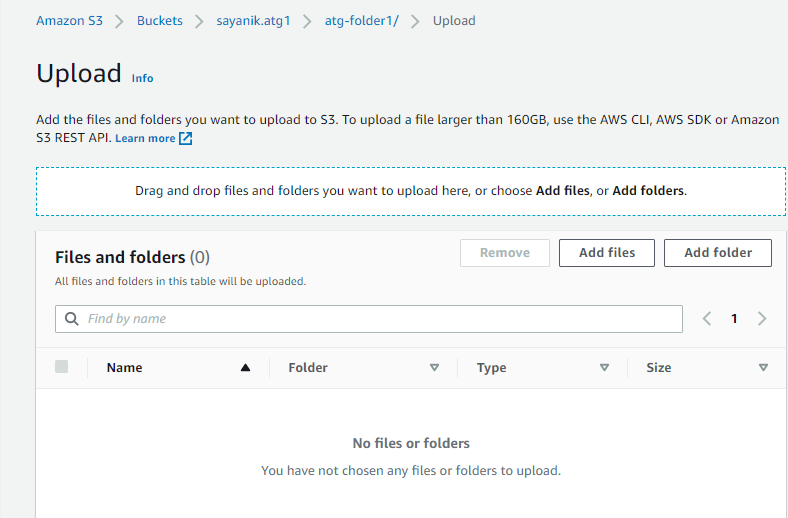 Amazon S3 > Buckets > sayanik.atg1 > atg-folder1/ > Upload
Upload Info
Add the files and folders you want to upload to S3. To upload a file larger than 160GB, use the AWS CLI, AWS SDK or Amazon
S3 REST API. Learn more
Drag and drop files and folders you want to upload here, or choose Add files, or Add folders.
Files and folders (0)
Remove
Add files
Add folder
All files and folders in this table will be uploaded.
Find by name
1
Name Folder Type Size
No files or folders
You have not chosen any files or folders to upload.